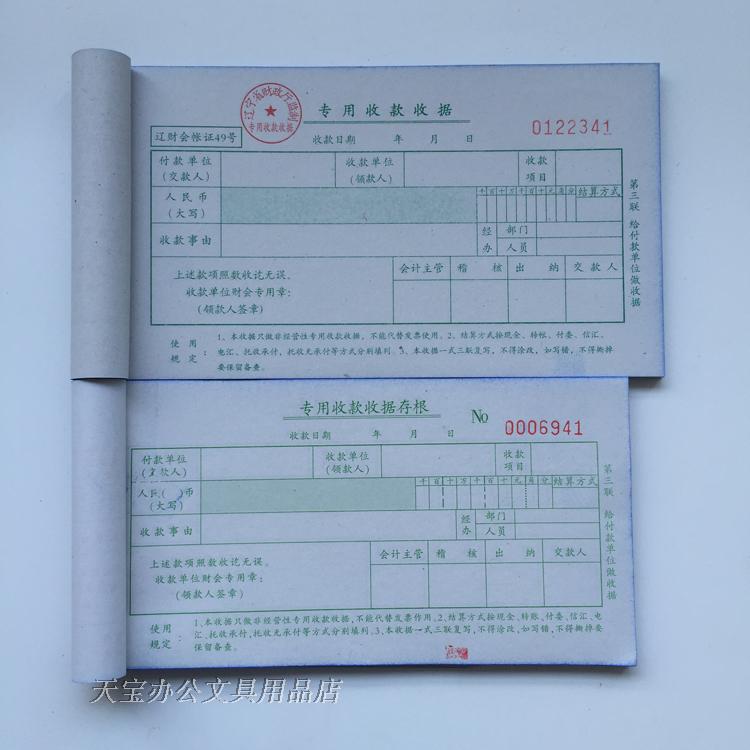 辽宁省财政厅监制
专用收款收据
专用收款收据
辽财会帐证49号
收款日期 年 月 日
0122341
付款单位
(交款人)
收款单位
(领款人)
收款
项目
人民币
(大写)
千百十万千百十元角分
结算方式
收款事由
经办
部门
人员
上述款项照数收讫无误。
收款单位财会专用章:
(领款人签章)
会计主管 稽核 出纳 交款人
第三联 给付款单位做收据
使用规定:
1、本收据只做非经营性专用收款收据,不能代替发票使用。2、结算方式按现金、转帐、付委、信汇、
电汇、托收承付,托收无承付等方式分别填列。3、本收据一式三联复写,不得涂改,如写错,不得撕掉
要保留备查。
专用收款收据存根
收款日期 年 月 日
No 0006941
付款单位
(交款人)
收款单位
(领款人)
收款
项目
人民( )币
(大写)
千百十万千百十元角分
结算方式
收款事由
经办
部门
人员
上述款项照数收讫无误。
收款单位财会专用章:
(领款人签章)
会计主管 稽核 出纳 交款人
第三联 给付款单位做收据
使用规定:
1、本收据只做非经营性专用收款收据,不能代替发票作用。2、结算方式按现金、转账、付委、信汇、电
汇、托收承付、托收无承付等方式分别填列。3、本收据一式三联复写,不得涂改,如写错,不得撕掉要
保留备查。
天宝办公文具用品店